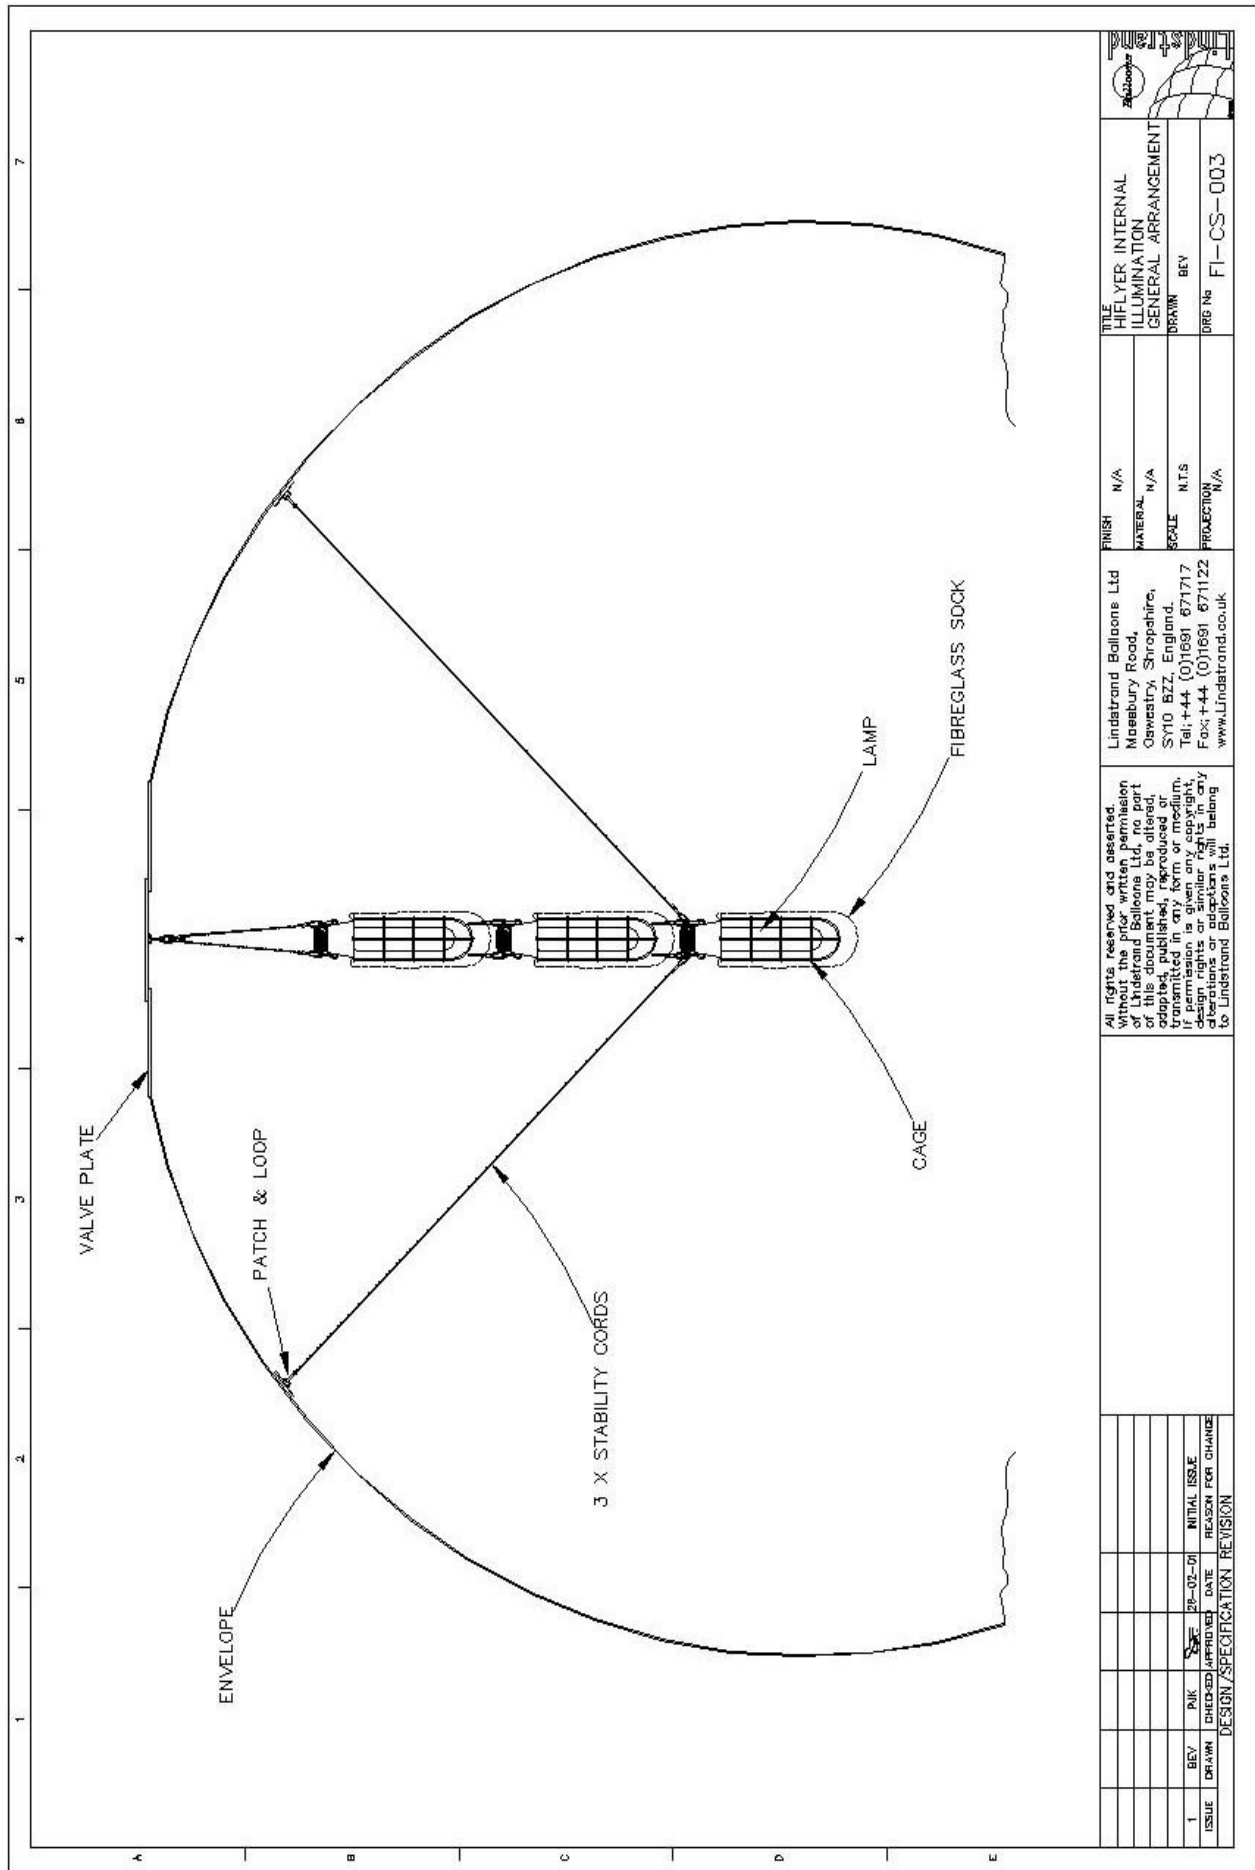 1
2
3
4
5
6
7
A
B
C
D
E
VALVE PLATE
PATCH & LOOP
ENVELOPE
3 X STABILITY CORDS
CAGE
LAMP
FIBREGLASS SOCK
1 BEV PJK 28-02-01 INITIAL ISSUE
ISSUE DRAWN CHECKED APPROVED DATE REASON FOR CHANGE
DESIGN/SPECIFICATION REVISION
All rights reserved and asserted.
Without the prior written permission
of Lindstrand Balloons Ltd, no part
of this document may be altered,
adapted, published, reproduced or
transmitted in any form or medium.
If permission is given any copyright,
design rights or similar rights in any
alterations or adaptions will belong
to Lindstrand Balloons Ltd.
Lindstrand Balloons Ltd
Maesbury Road,
Oswestry, Shropshire,
SY10 8ZZ, England.
Tel:+44 (0)1691 671717
Fax:+44 (0)1691 671122
www.Lindstrand.co.uk
FINISH N/A
MATERIAL N/A
SCALE N.T.S
PROJECTION N/A
TITLE
HIFLYER INTERNAL
ILLUMINATION
GENERAL ARRANGEMENT
DRAWN BEV
DRG No FI-CS-003
Lindstrand
Balloons